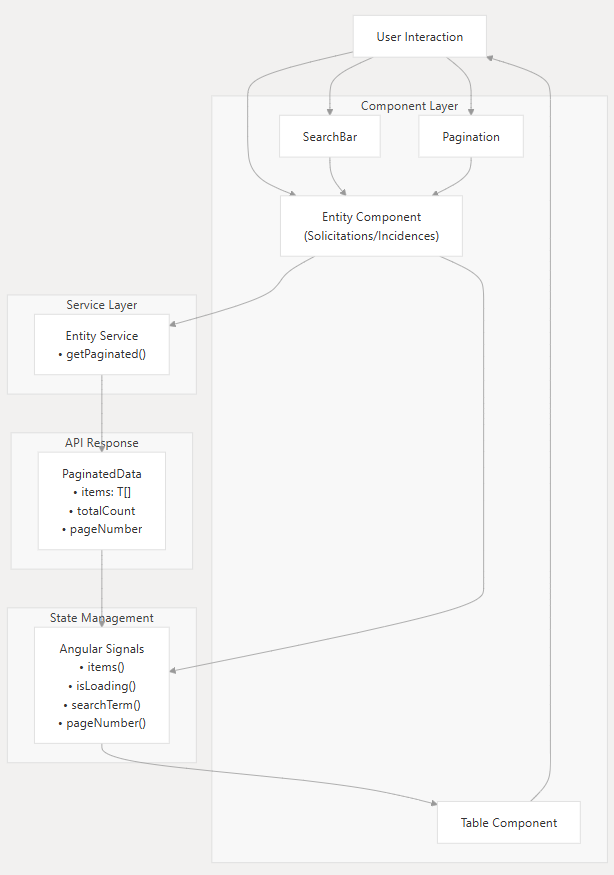 User Interaction
Component Layer
SearchBar
Pagination
Entity Component
(Solicitations/Incidences)
Service Layer
Entity Service
• getPaginated()
API Response
PaginatedData
• items: T[]
• totalCount
• pageNumber
State Management
Angular Signals
• items()
• isLoading()
• searchTerm()
• pageNumber()
Table Component